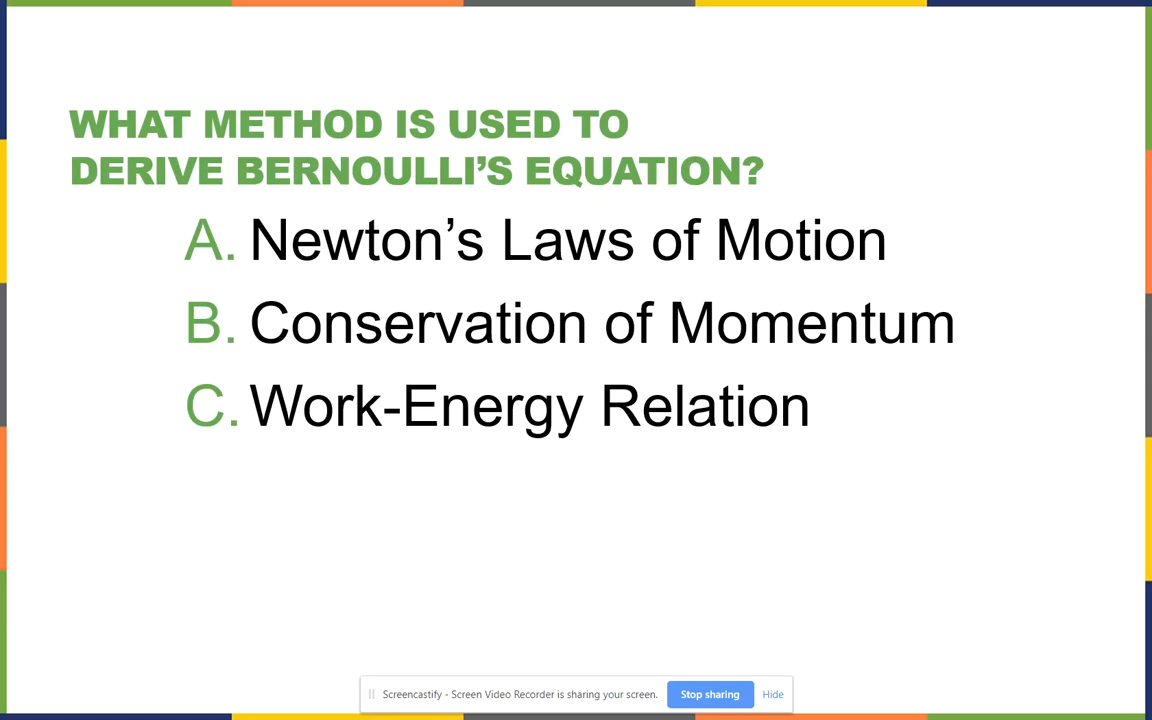 WHAT METHOD IS USED TO
DERIVE BERNOULLI’S EQUATION?
A. Newton’s Laws of Motion
B. Conservation of Momentum
C. Work-Energy Relation
Screencastify - Screen Video Recorder is sharing your screen. Stop sharing Hide